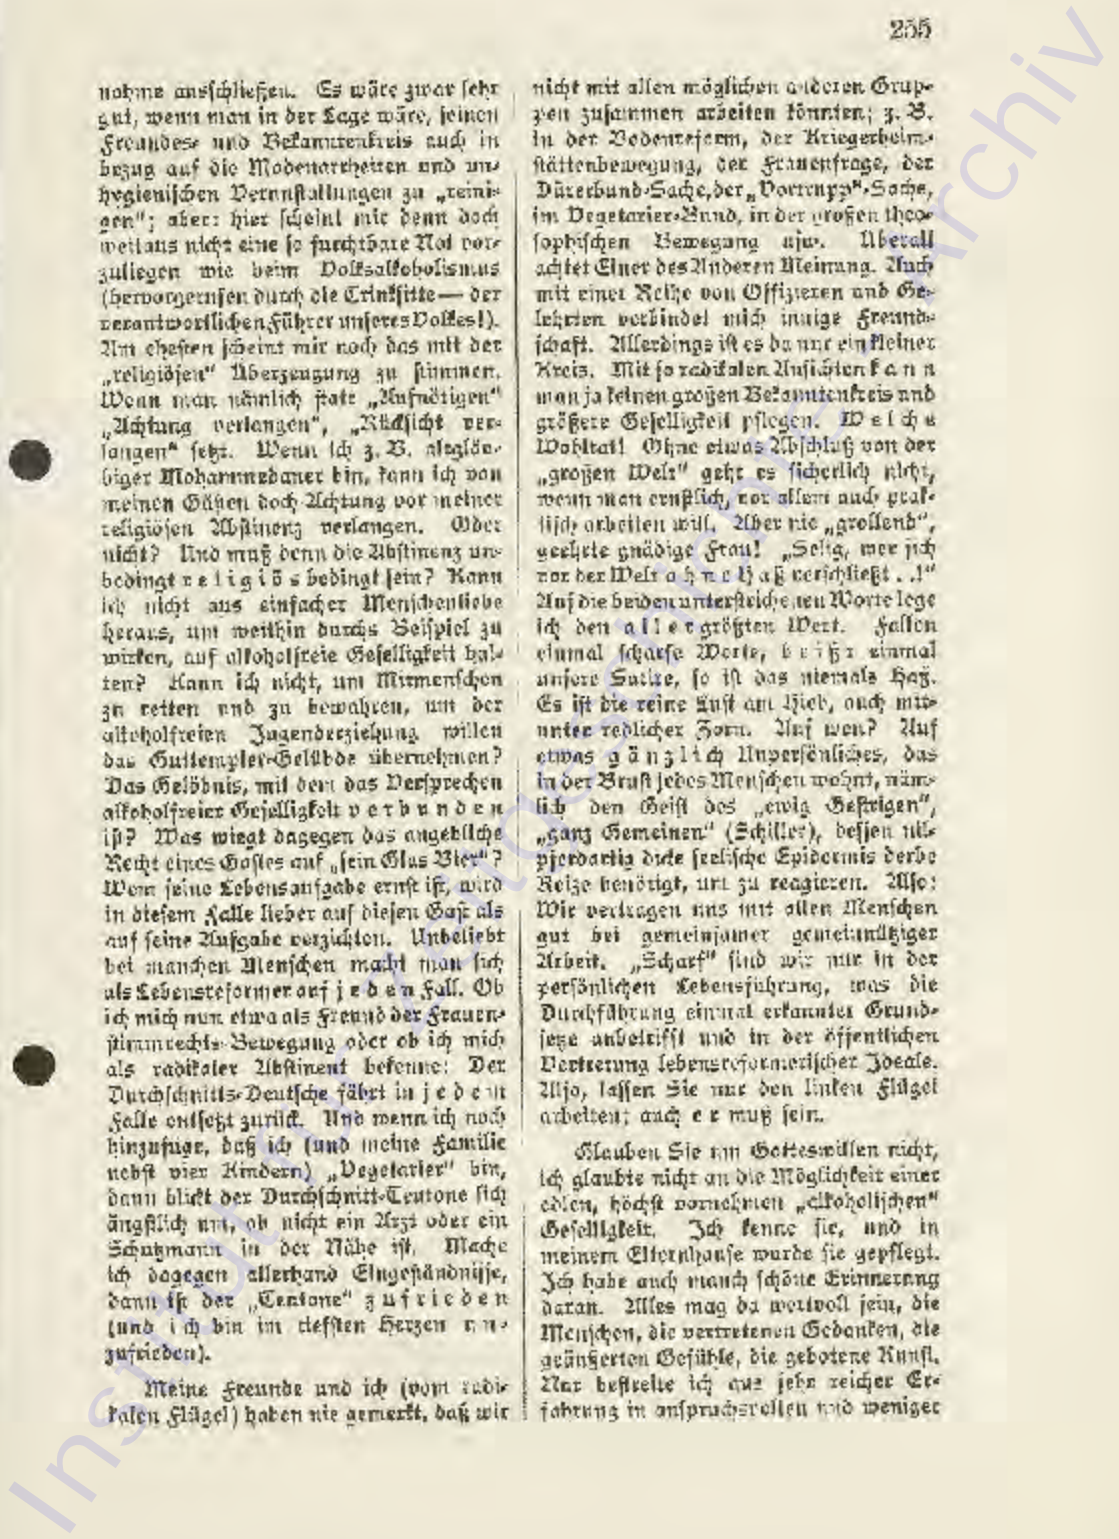 255
nahme ausschließen. Es wäre zwar sehr
gut, wenn man in der Lage wäre, seinen
Freundes- und Bekanntenkreis auch in
bezug auf die Modenarrheiten und un-
hygienischen Veranstaltungen zu „reini-
gen“; aber: hier scheint mir denn doch
weitaus nicht eine so furchtbare Not vor-
zuliegen wie beim Volksalkoholismus
(hervorgerufen durch die Trinksitte — der
verantwortlichen Führer unseres Volkes!).
Am ehesten scheint mir noch das mit der
„religiösen“ Überzeugung zu stimmen.
Wenn man nämlich statt „Aufnötigen“
„Achtung verlangen“, „Rücksicht ver-
langen“ setzt. Wenn ich z. B. altgläu-
biger Mohammedaner bin, kann ich von
meinen Gästen doch Achtung vor meiner
religiösen Abstinenz verlangen. Oder
nicht? Und muß denn die Abstinenz un-
bedingt religiös bedingt sein? Kann
ich nicht aus einfacher Menschenliebe
heraus, um weithin durchs Beispiel zu
wirken, auf alkoholfreie Geselligkeit hal-
ten? Kann ich nicht, um Mitmenschen
zu retten und zu bewahren, um der
alkoholfreien Jugenderziehung willen
das Guttempler-Gelübde übernehmen?
Das Gelöbnis, mit dem das Versprechen
alkoholfreier Geselligkeit verbunden
ist? Was wiegt dagegen das angebliche
Recht eines Gastes auf „sein Glas Bier“?
Wem seine Lebensaufgabe ernst ist, wird
in diesem Falle lieber auf diesen Gast als
auf seine Aufgabe verzichten. Unbeliebt
bei manchen Menschen macht man sich
als Lebensreformer auf jeden Fall. Ob
ich mich nun etwa als Freund der Frauen-
stimmrechts-Bewegung oder ob ich mich
als radikaler Abstinent bekenne: Der
Durchschnitts-Deutsche fährt in jedem
Falle entsetzt zurück. Und wenn ich noch
hinzufüge, daß ich (und meine Familie
nebst vier Kindern) „Vegetarier“ bin,
dann blickt der Durchschnitt-Teutone sich
ängstlich um, ob nicht ein Arzt oder ein
Schutzmann in der Nähe ist. Mache
ich dagegen allerhand Eingeständnisse,
dann ist der „Teutone“ zufrieden
(und ich bin im tiefsten Herzen un-
zufrieden).
Meine Freunde und ich (vom radi-
kalen Flügel) haben nie gemerkt, daß wir
nicht mit allen möglichen anderen Grup-
pen zusammen arbeiten könnten; z. B.
in der Bodenreform, der Kriegerheim-
stättenbewegung, der Frauenfrage, der
Dürerbund-Sache, der „Vortrupp“-Sache,
im Vegetarier-Bund, in der großen theo-
sophischen Bewegung usw. Überall
achtet Einer des Anderen Meinung. Auch
mit einer Reihe von Offizieren und Ge-
lehrten verbindet mich innige Freund-
schaft. Allerdings ist es da nur ein kleiner
Kreis. Mit so radikalen Ansichten kann
man ja keinen großen Bekanntenkreis und
größere Geselligkeit pflegen. Welche
Wohltat! Ohne etwas Abschluß von der
„großen Welt“ geht es sicherlich nicht,
wenn man ernstlich, vor allem auch prak-
tisch arbeiten will. Aber nie „grollend“,
geehrte gnädige Frau! „Selig, wer sich
vor der Welt ohne Haß verschließt . .!“
Auf die beiden unterstrichenen Worte lege
ich den allergrößten Wert. Fallen
einmal scharfe Worte, beißt einmal
unsere Satire, so ist das niemals Haß.
Es ist die reine Lust am Hieb, auch mit-
unter redlicher Zorn. Auf wen? Auf
etwas gänzlich Unpersönliches, das
in der Brust jedes Menschen wohnt, näm-
lich den Geist des „ewig Gestrigen“,
„ganz Gemeinen“ (Schiller), dessen nil-
pferdartig dicke seelische Epidermis derbe
Reize benötigt, um zu reagieren. Also:
Wir vertragen uns mit allen Menschen
gut bei gemeinsamer gemeinnütziger
Arbeit. „Scharf“ sind wir nur in der
persönlichen Lebensführung, was die
Durchführung einmal erkannter Grund-
sätze anbetrifft und in der öffentlichen
Vertretung lebensreformerischer Ideale.
Also, lassen Sie nur den linken Flügel
arbeiten; auch er muß sein.
Glauben Sie um Gotteswillen nicht,
ich glaubte nicht an die Möglichkeit einer
edlen, höchst vornehmen „alkoholischen“
Geselligkeit. Ich kenne sie, und in
meinem Elternhause wurde sie gepflegt.
Ich habe auch manch schöne Erinnerung
daran. Alles mag da wertvoll sein, die
Menschen, die vertretenen Gedanken, die
geäußerten Gefühle, die gebotene Kunst.
Nur bestreite ich aus sehr reicher Er-
fahrung in anspruchsvollen und weniger
Institut f. Zeitgeschichte, Archiv